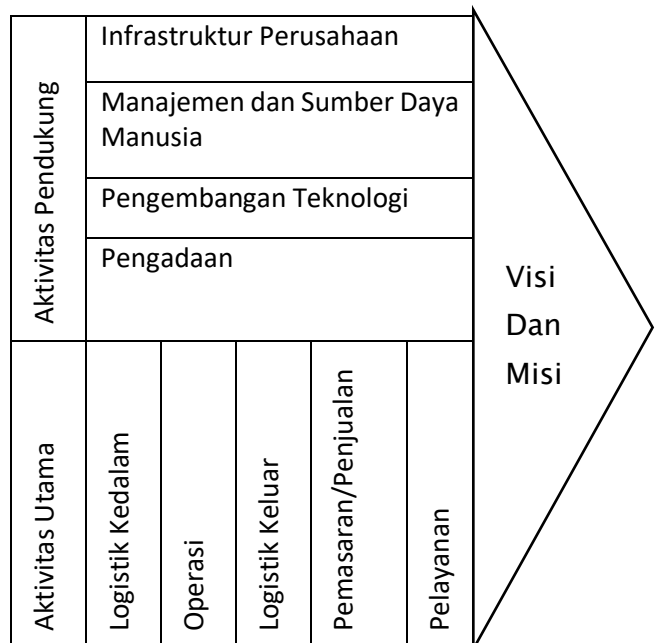 Aktivitas Pendukung
Infrastruktur Perusahaan
Manajemen dan Sumber Daya
Manusia
Pengembangan Teknologi
Pengadaan
Aktivitas Utama
Logistik Kedalam
Operasi
Logistik Keluar
Pemasaran/Penjualan
Pelayanan
Visi
Dan
Misi